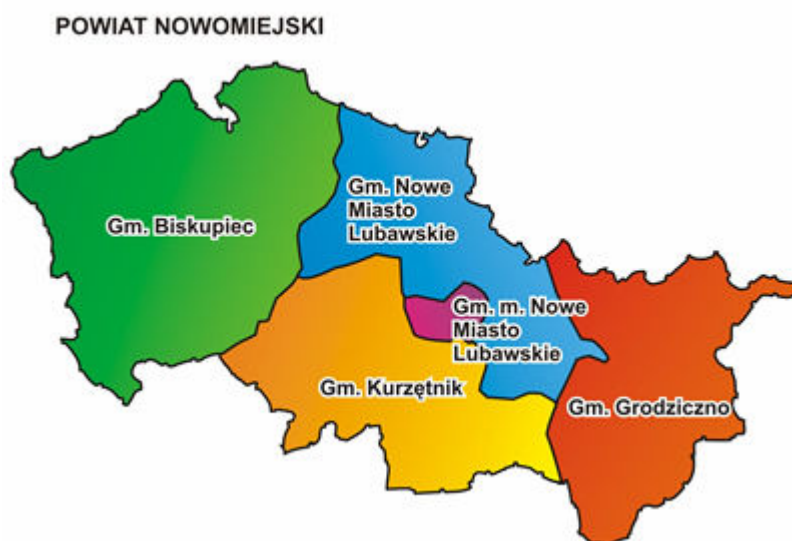 POWIAT NOWOMIEJSKI
Gm. Nowe
Miasto
Lubawskie
Gm. Biskupiec
Gm. m. Nowe
Miasto
Lubawskie
Gm. Kurzętnik
Gm. Grodziczno